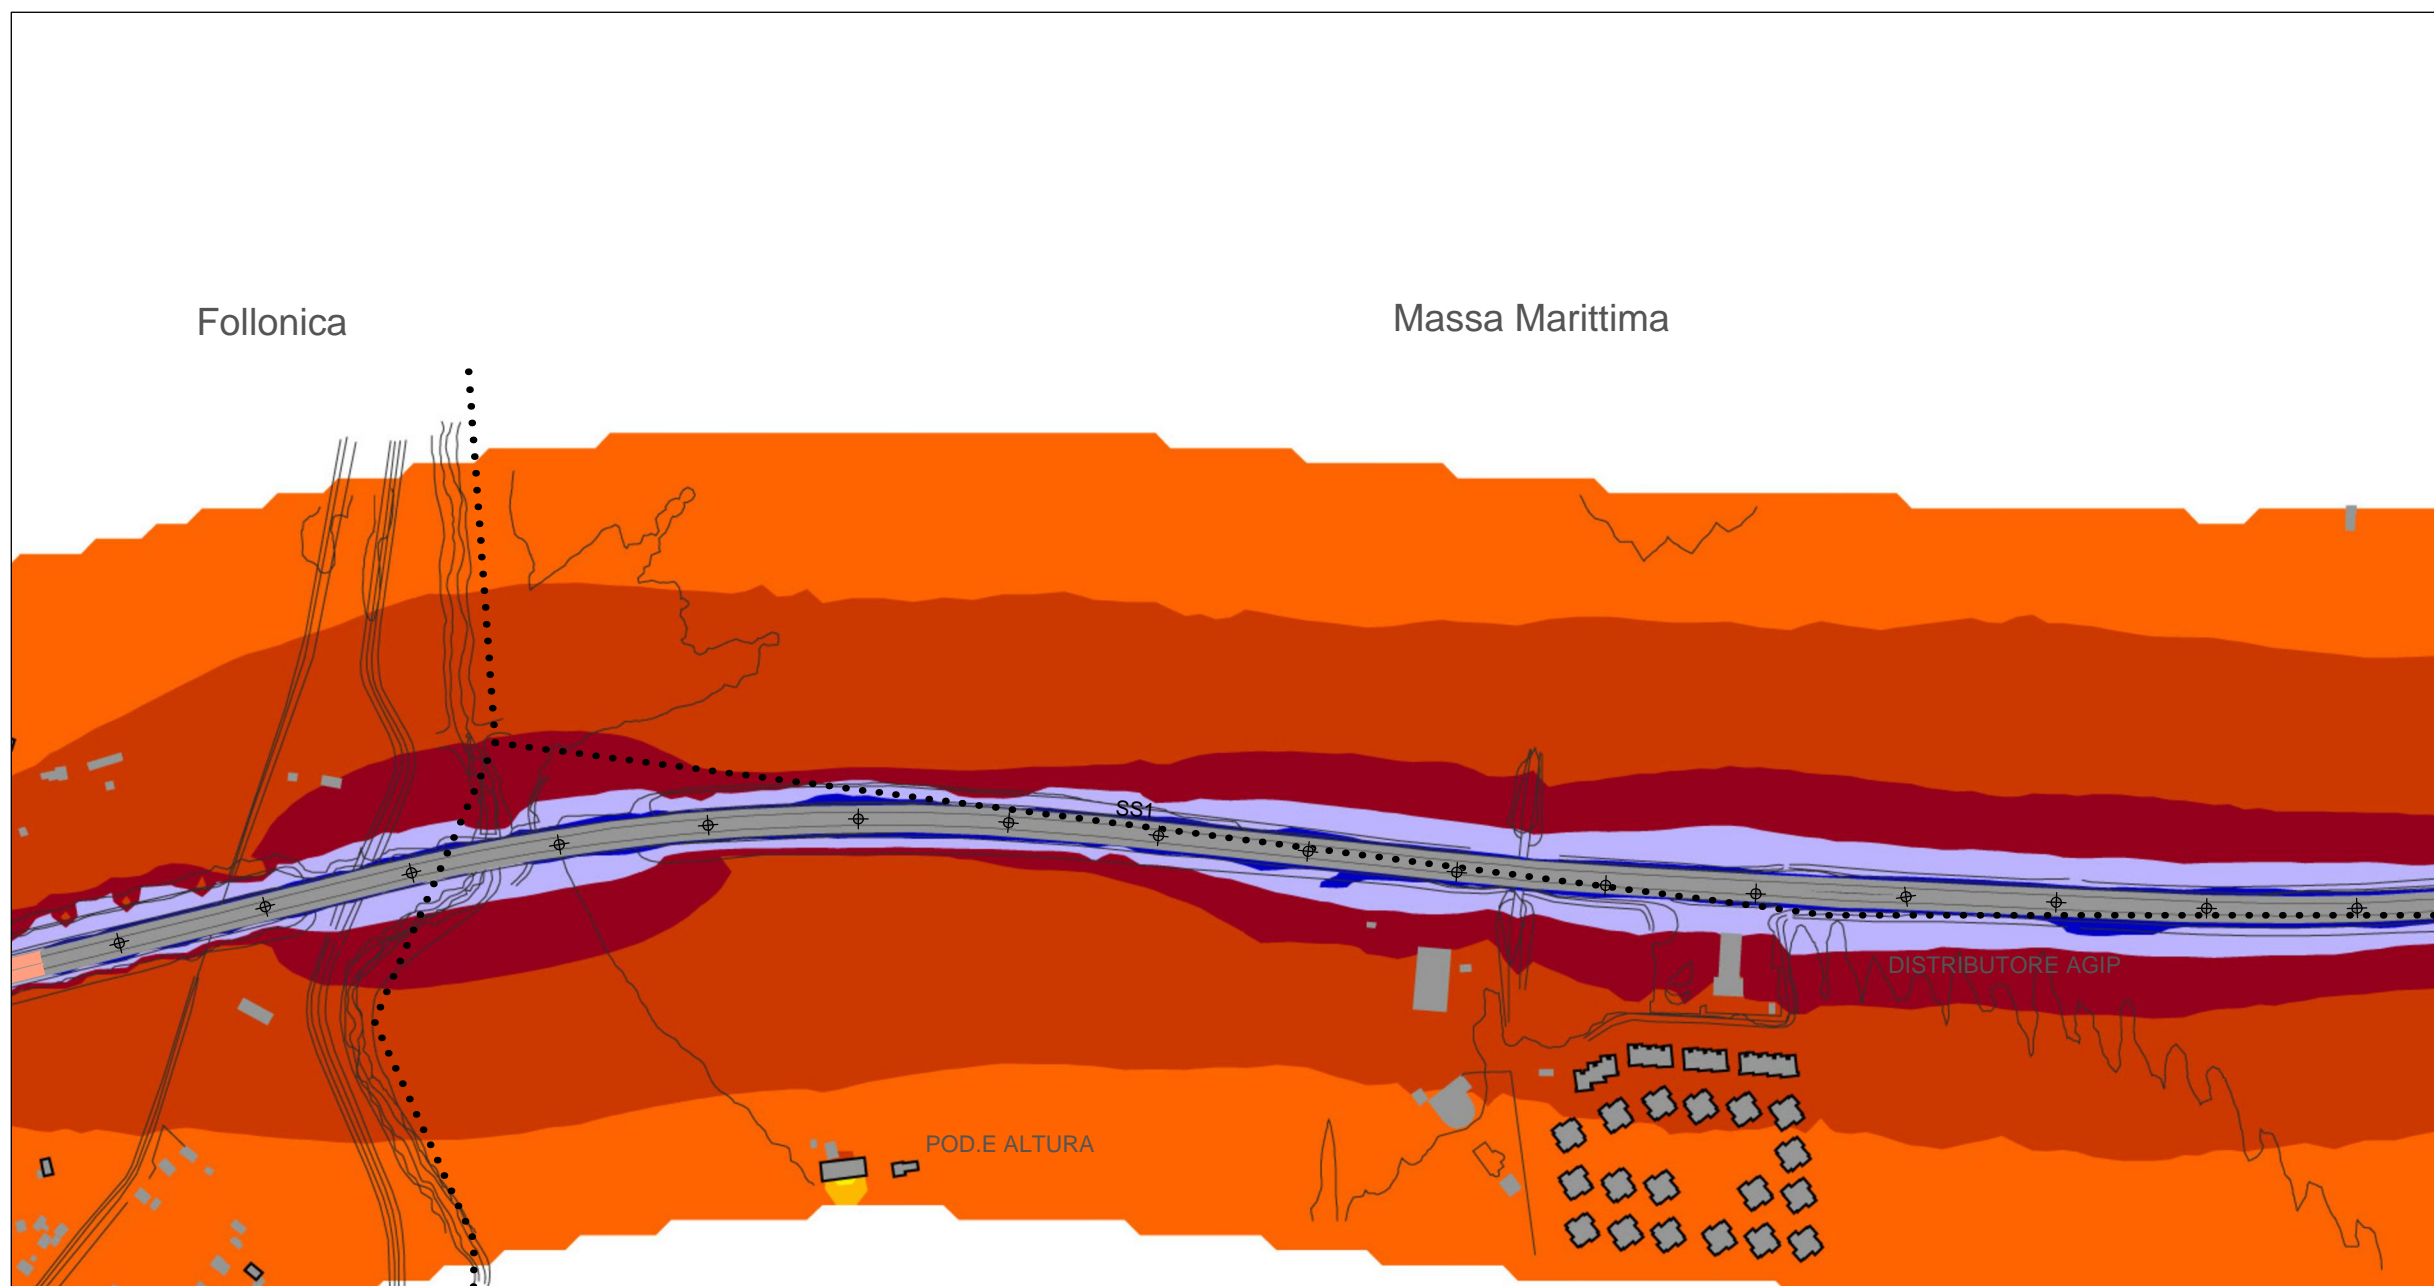 Follonica
Massa Marittima
SS1
DISTRIBUTORE AGIP
POD.E ALTURA